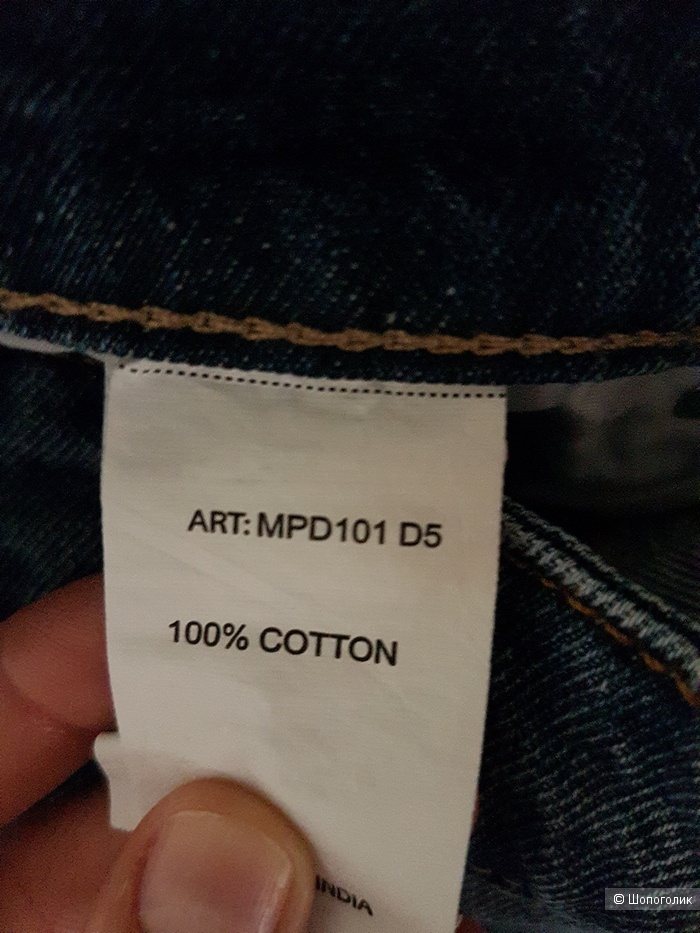 ART: MPD101 D5
100% COTTON
INDIA
© Шопоголик